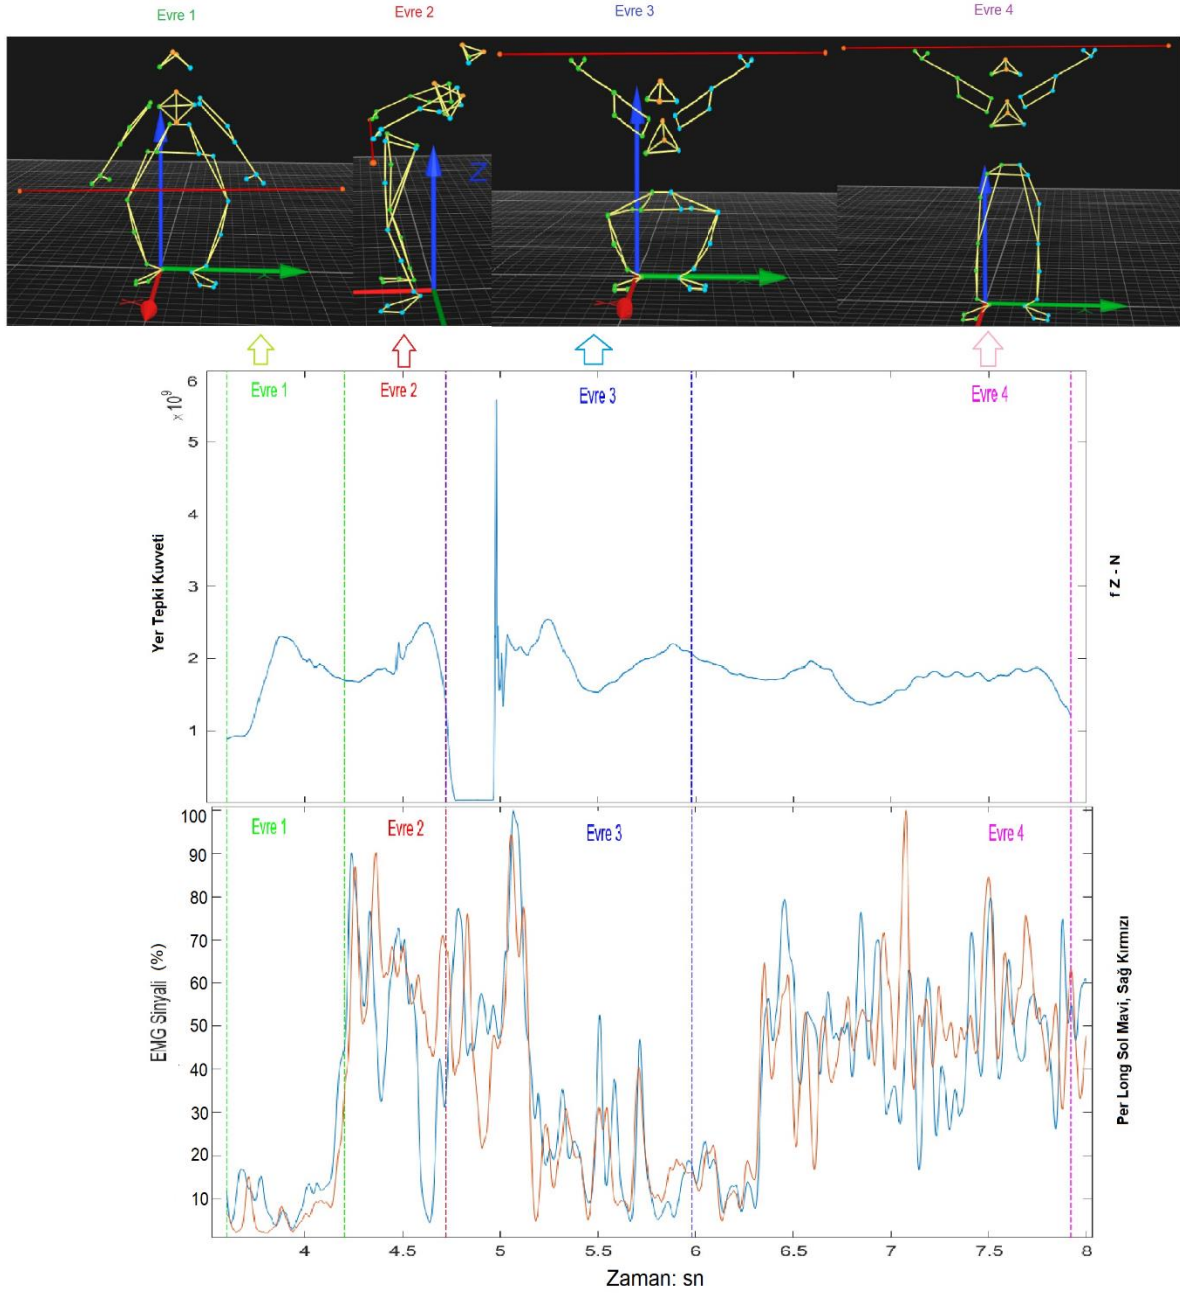 Evre 1
Evre 2
Evre 3
Evre 4
Z
6
x10⁹
Evre 1
Evre 2
Evre 3
Evre 4
5
4
3
2
1
Yer Tepki Kuvveti
f Z - N
100
90
80
70
60
50
40
30
20
10
Evre 1
Evre 2
Evre 3
Evre 4
EMG Sinyali (%)
Per Long Sol Mavi, Sağ Kırmızı
4
4.5
5
5.5
6
6.5
7
7.5
8
Zaman: sn